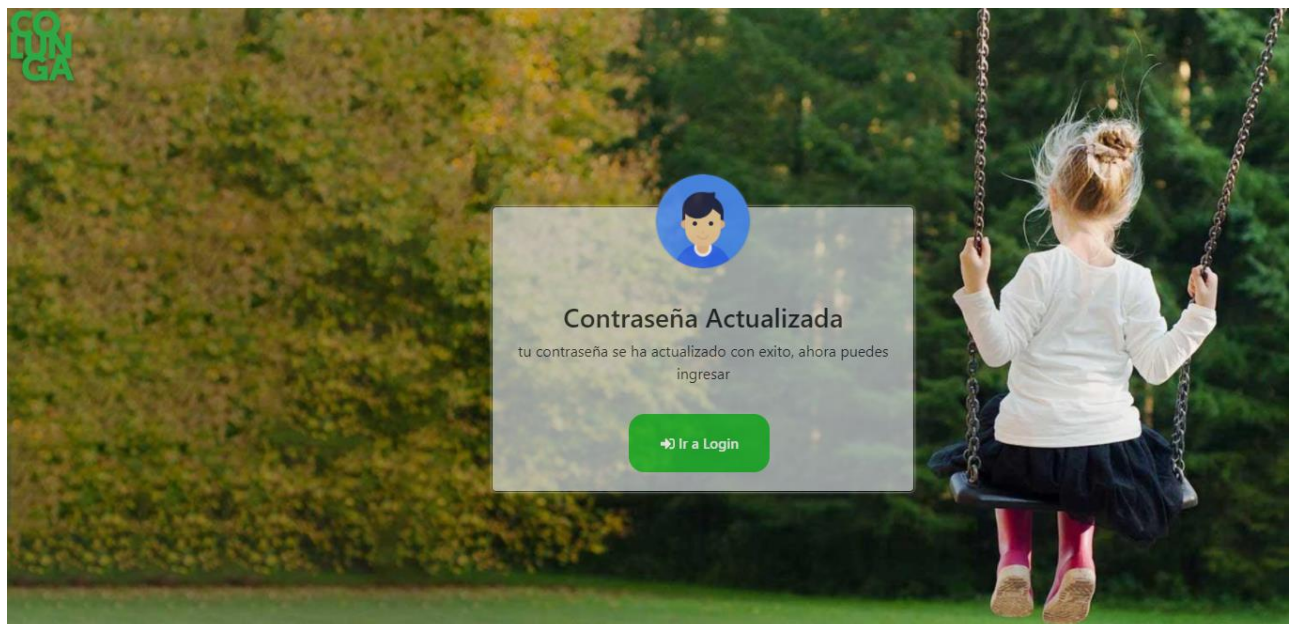 CO
LUN
GA
Contraseña Actualizada
tu contraseña se ha actualizado con exito, ahora puedes
ingresar
Ir a Login